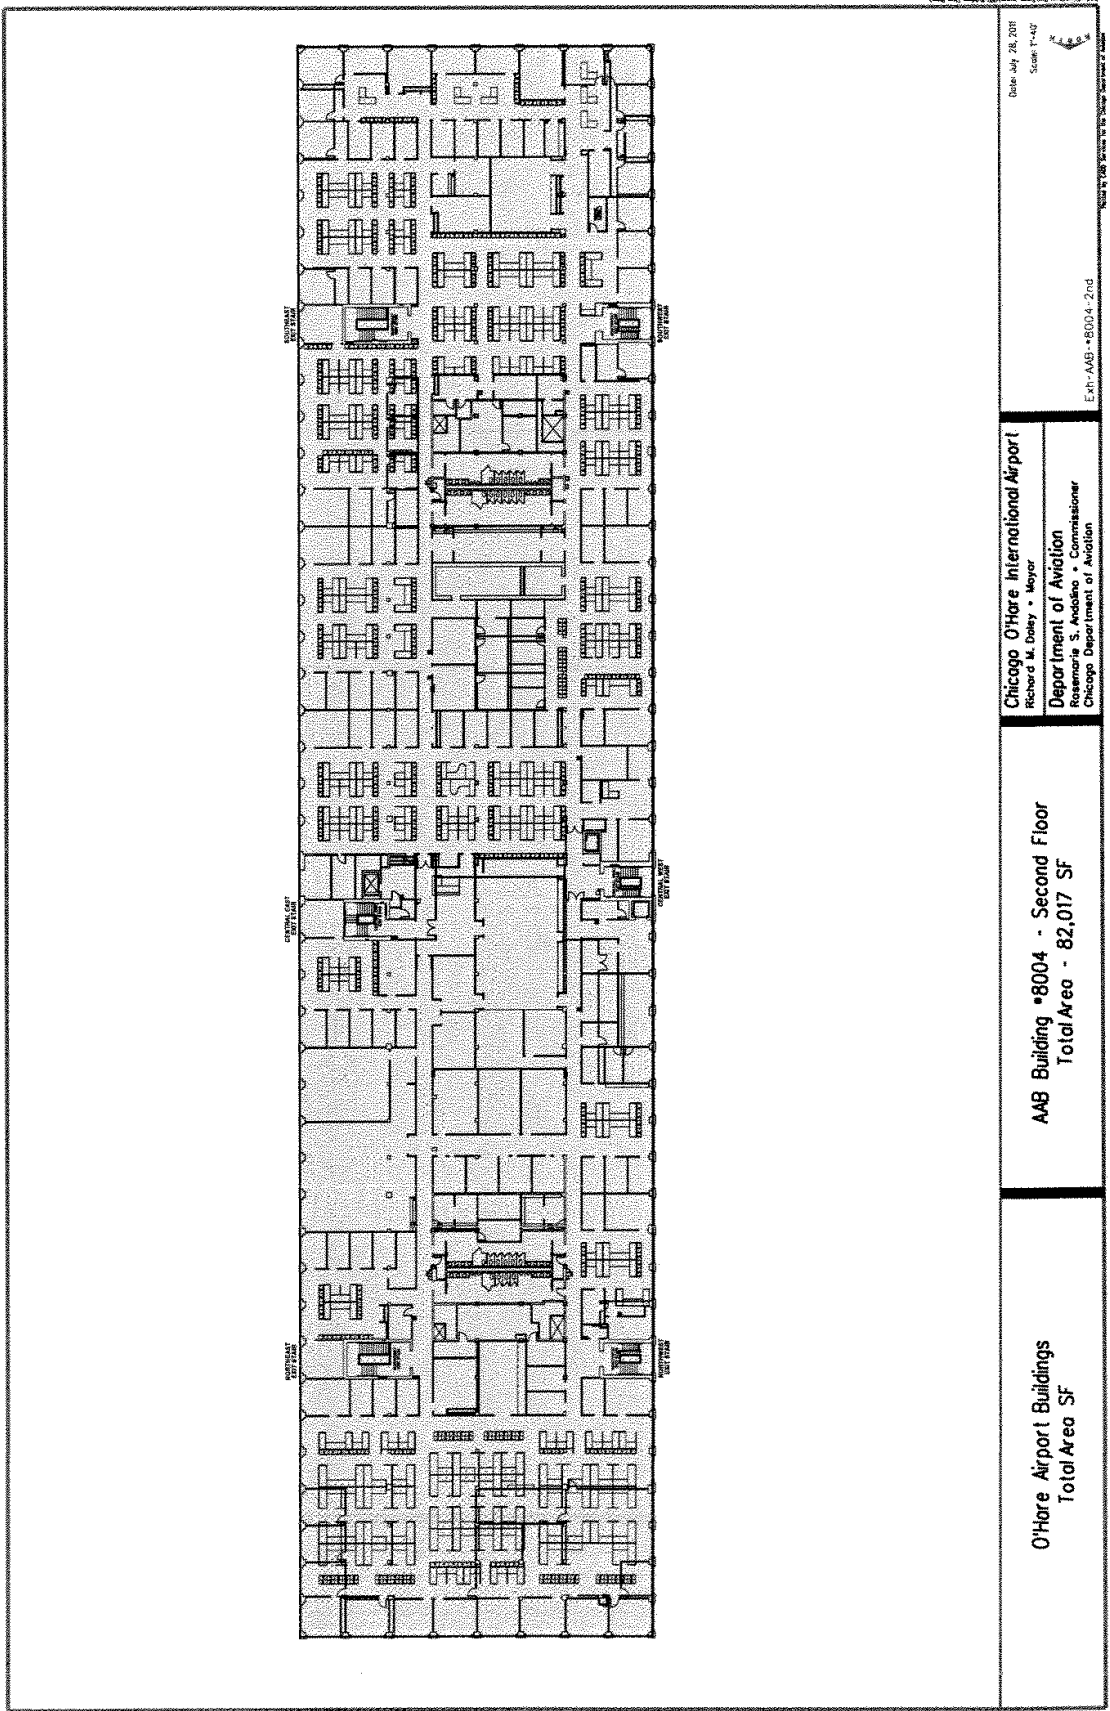 SOUTHEAST
EXIT STAIR
SOUTHWEST
EXIT STAIR
CENTRAL EAST
EXIT STAIR
CENTRAL WEST
EXIT STAIR
NORTHEAST
EXIT STAIR
NORTHWEST
EXIT STAIR
O'Hare Airport Buildings
Total Area SF
AAB Building *8004 - Second Floor
Total Area - 82,017 SF
Chicago O'Hare International Airport
Richard M. Daley • Mayor
Department of Aviation
Rosemarie S. Andolino • Commissioner
Chicago Department of Aviation
Exh-AAB-*8004-2nd
Date: July 28, 2011
Scale: 1"=40'